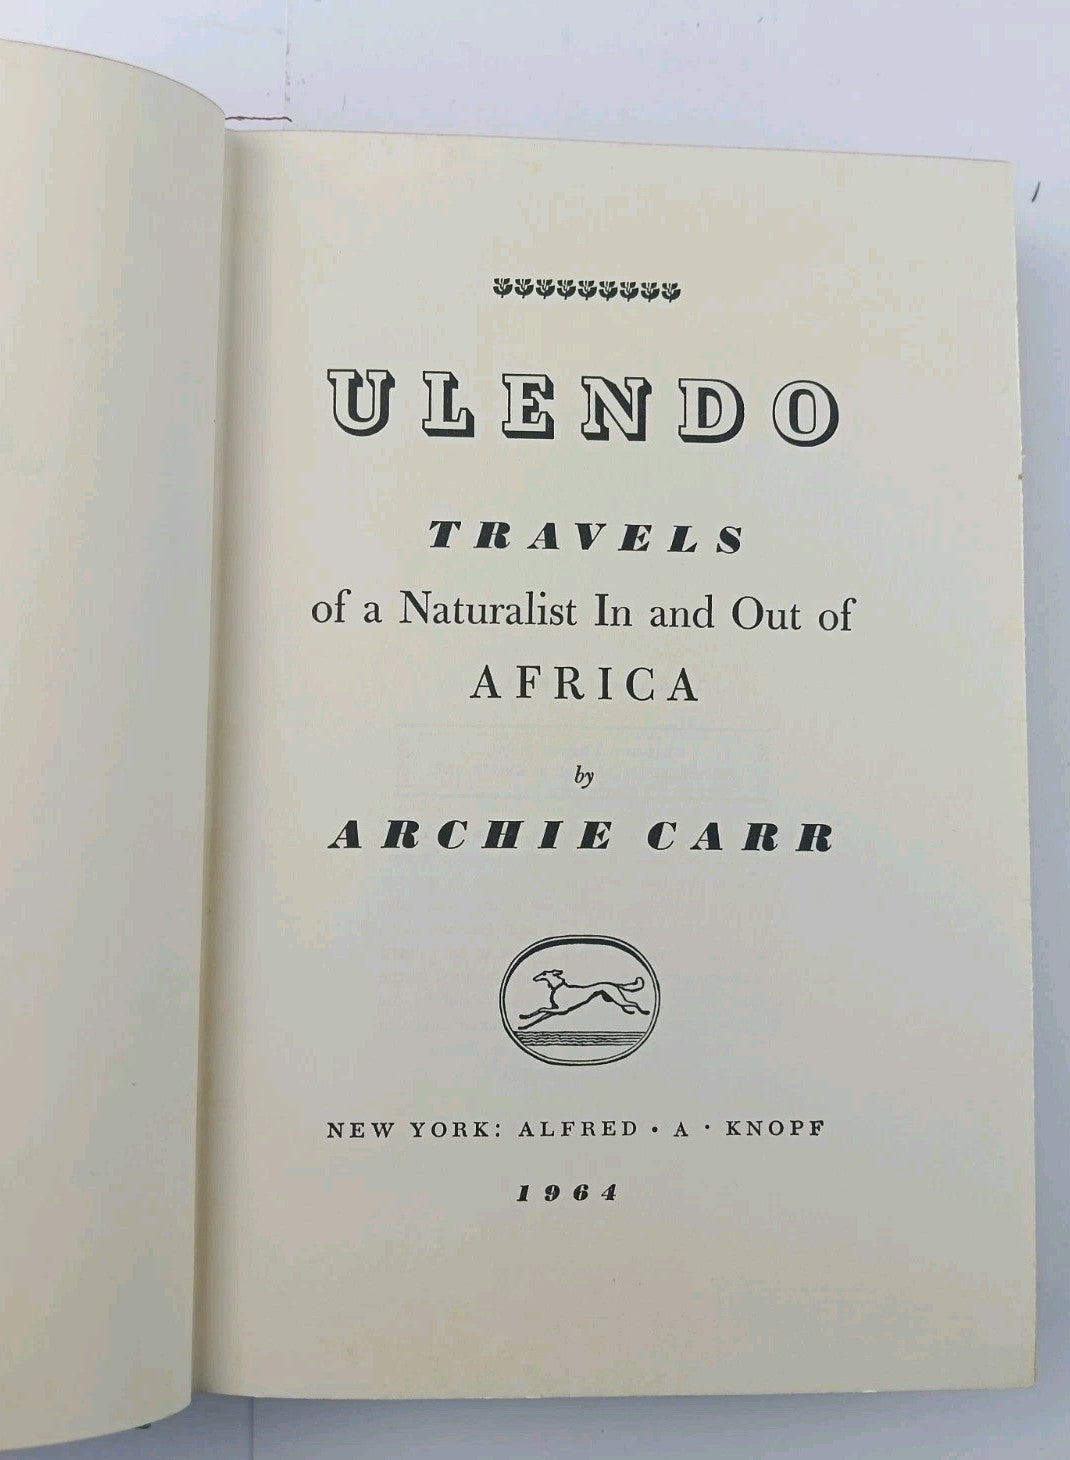 ULENDO
TRAVELS
of a Naturalist In and Out of
AFRICA
by
ARCHIE CARR
NEW YORK: ALFRED · A · KNOPF
1964